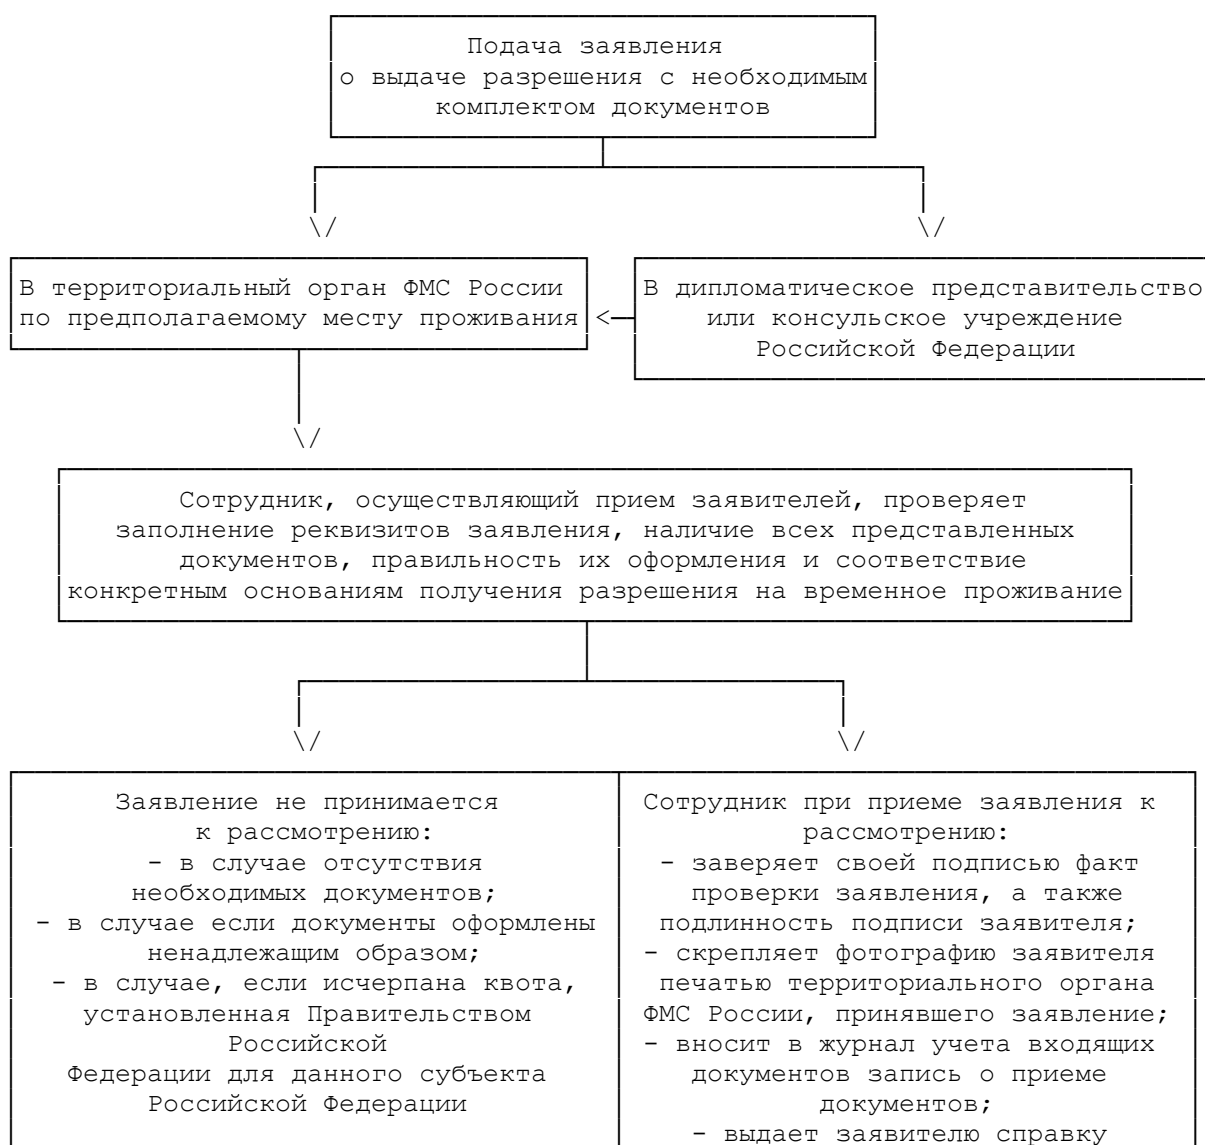 Подача заявления
о выдаче разрешения с необходимым
комплектом документов
В территориальный орган ФМС России
по предполагаемому месту проживания
В дипломатическое представительство
или консульское учреждение
Российской Федерации
Сотрудник, осуществляющий прием заявителей, проверяет
заполнение реквизитов заявления, наличие всех представленных
документов, правильность их оформления и соответствие
конкретным основаниям получения разрешения на временное проживание
Заявление не принимается
к рассмотрению:
- в случае отсутствия
необходимых документов;
- в случае если документы оформлены
ненадлежащим образом;
- в случае, если исчерпана квота,
установленная Правительством
Российской
Федерации для данного субъекта
Российской Федерации
Сотрудник при приеме заявления к
рассмотрению:
- заверяет своей подписью факт
проверки заявления, а также
подлинность подписи заявителя;
- скрепляет фотографию заявителя
печатью территориального органа
ФМС России, принявшего заявление;
- вносит в журнал учета входящих
документов запись о приеме
документов;
- выдает заявителю справку